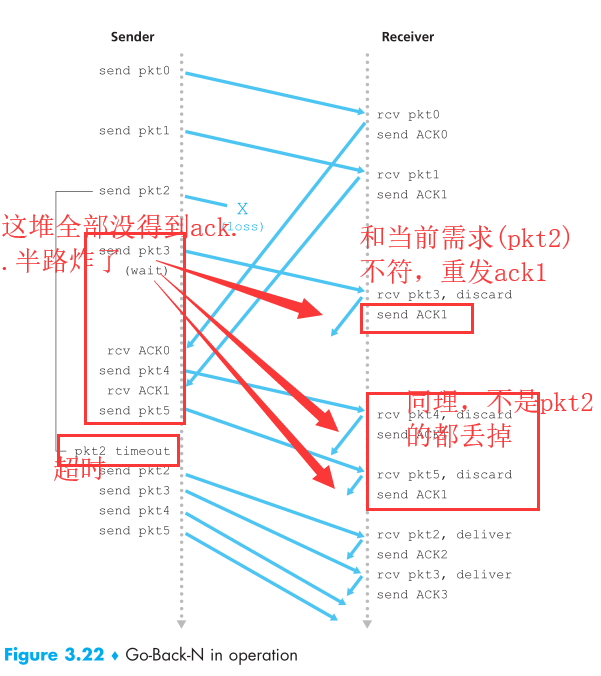 Sender
Receiver
send pkt0
rcv pkt0
send ACK0
send pkt1
rcv pkt1
send ACK1
send pkt2
X
(loss)
这堆全部没得到ack.
.半路炸了
send pkt3
(wait)
和当前需求(pkt2)
不符，重发ack1
rcv pkt3, discard
send ACK1
rcv ACK0
send pkt4
rcv ACK1
send pkt5
同理，不是pkt2
的都丢掉
rcv pkt4, discard
send
pkt2 timeout
超时
send pkt2
send pkt3
send pkt4
send pkt5
rcv pkt5, discard
send ACK1
rcv pkt2, deliver
send ACK2
rcv pkt3, deliver
send ACK3
Figure 3.22 ♦ Go-Back-N in operation